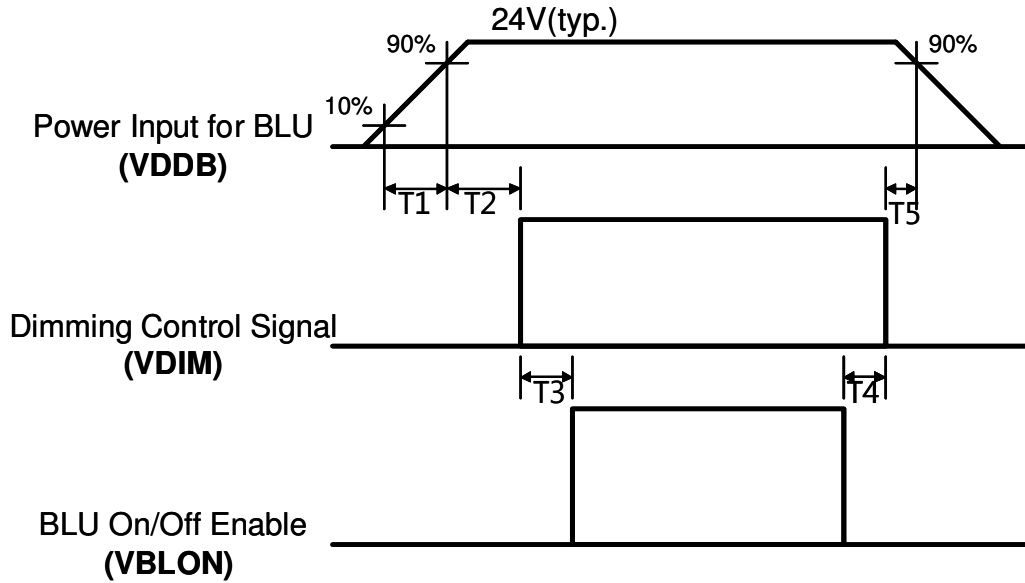 24V(typ.)
90%
90%
10%
Power Input for BLU
(VDDB)
T1
T2
T5
Dimming Control Signal
(VDIM)
T3
T4
BLU On/Off Enable
(VBLON)